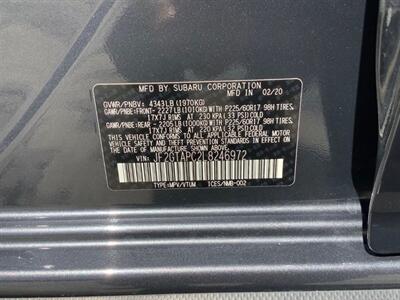 MFD. BY SUBARU CORPORATION 02/20
GVWR/PNBV: 4343LB (1970KG)
GAWR/PNBE:FRONT- 2227LB(1010KG)WITH P225/60R17 98H TIRES,
17X7J RIMS AT 230 KPA( 33 PSI)COLD
GAWR/PNBE:REAR - 2205LB(1000KG)WITH P225/60R17 98H TIRES,
17X7J RIMS AT 220 KPA( 32 PSI)COLD
THIS VEHICLE CONFORMS TO ALL APPLICABLE FEDERAL MOTOR
VEHICLE SAFETY AND THEFT PREVENTION STANDARDS IN EFFECT ON
THE DATE OF MANUFACTURE SHOWN ABOVE.
VIN: JF2GTAPC2L8246972
TYPE:MPV/VTUM ICES/NMB-002